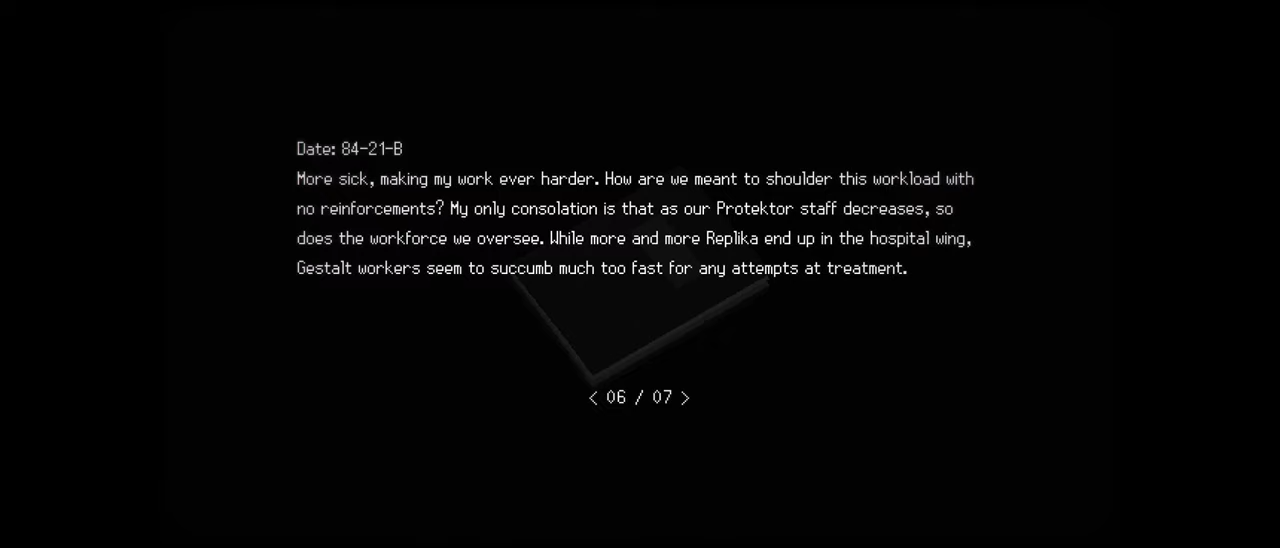 Date: 84-21-B
More sick, making my work ever harder. How are we meant to shoulder this workload with
no reinforcements? My only consolation is that as our Protektor staff decreases, so
does the workforce we oversee. While more and more Replika end up in the hospital wing,
Gestalt workers seem to succumb much too fast for any attempts at treatment.
< 06 / 07 >